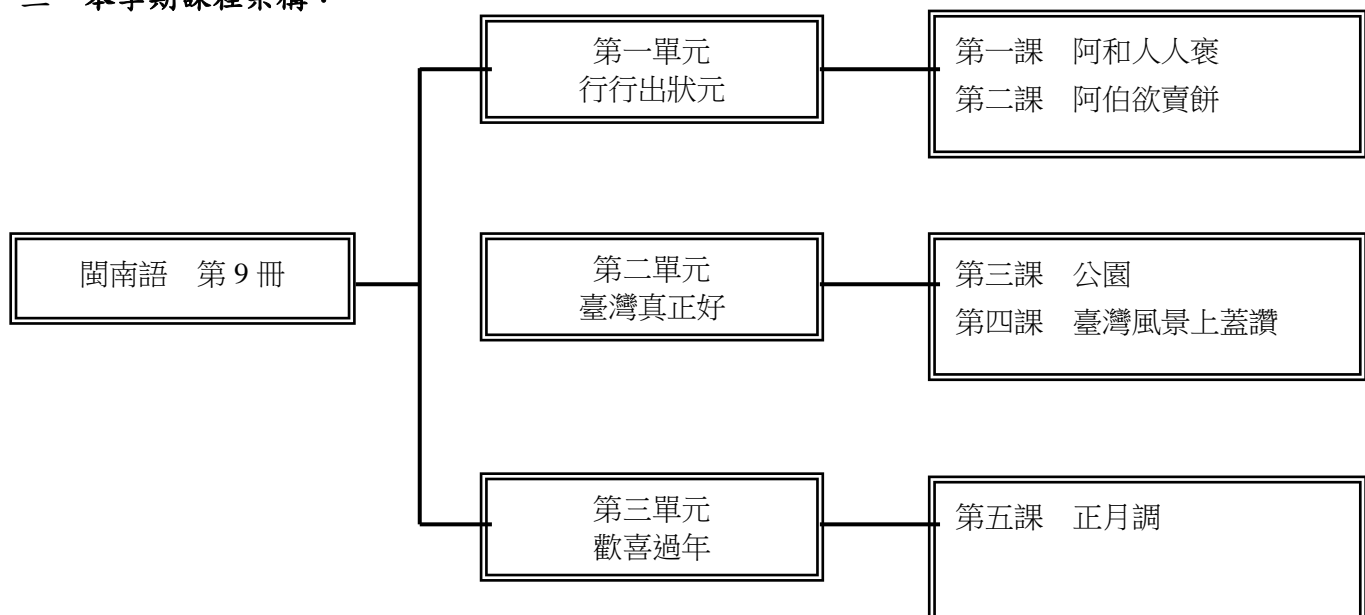 本學期課程架構：
第一單元
行行出狀元
第一課　阿和人人褒
第二課　阿伯欲賣餅
閩南語　第 9 冊
第二單元
臺灣真正好
第三課　公園
第四課　臺灣風景上蓋讚
第三單元
歡喜過年
第五課　正月調